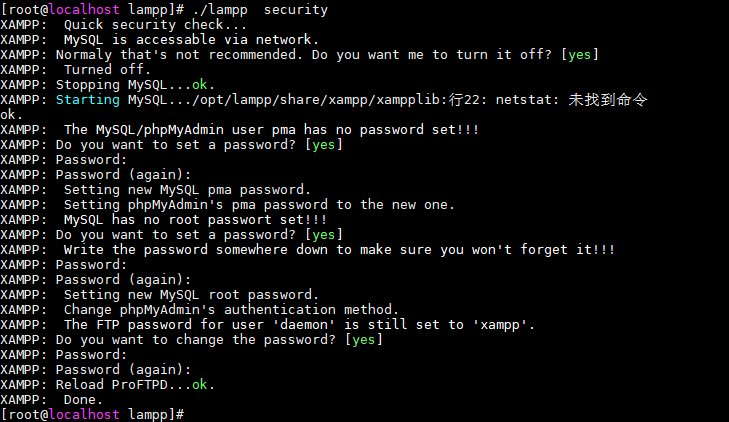 [root@localhost lampp]# ./lampp  security
XAMPP:  Quick security check...
XAMPP:  MySQL is accessable via network.
XAMPP: Normaly that's not recommended. Do you want me to turn it off? [yes]
XAMPP:  Turned off.
XAMPP: Stopping MySQL...ok.
XAMPP: Starting MySQL.../opt/lampp/share/xampp/xampplib:行22: netstat: 未找到命令
ok.
XAMPP:  The MySQL/phpMyAdmin user pma has no password set!!!
XAMPP: Do you want to set a password? [yes]
XAMPP: Password:
XAMPP: Password (again):
XAMPP:  Setting new MySQL pma password.
XAMPP:  Setting phpMyAdmin's pma password to the new one.
XAMPP:  MySQL has no root passwort set!!!
XAMPP: Do you want to set a password? [yes]
XAMPP:  Write the password somewhere down to make sure you won't forget it!!!
XAMPP: Password:
XAMPP: Password (again):
XAMPP:  Setting new MySQL root password.
XAMPP:  Change phpMyAdmin's authentication method.
XAMPP:  The FTP password for user 'daemon' is still set to 'xampp'.
XAMPP: Do you want to change the password? [yes]
XAMPP: Password:
XAMPP: Password (again):
XAMPP: Reload ProFTPD...ok.
XAMPP:  Done.
[root@localhost lampp]#